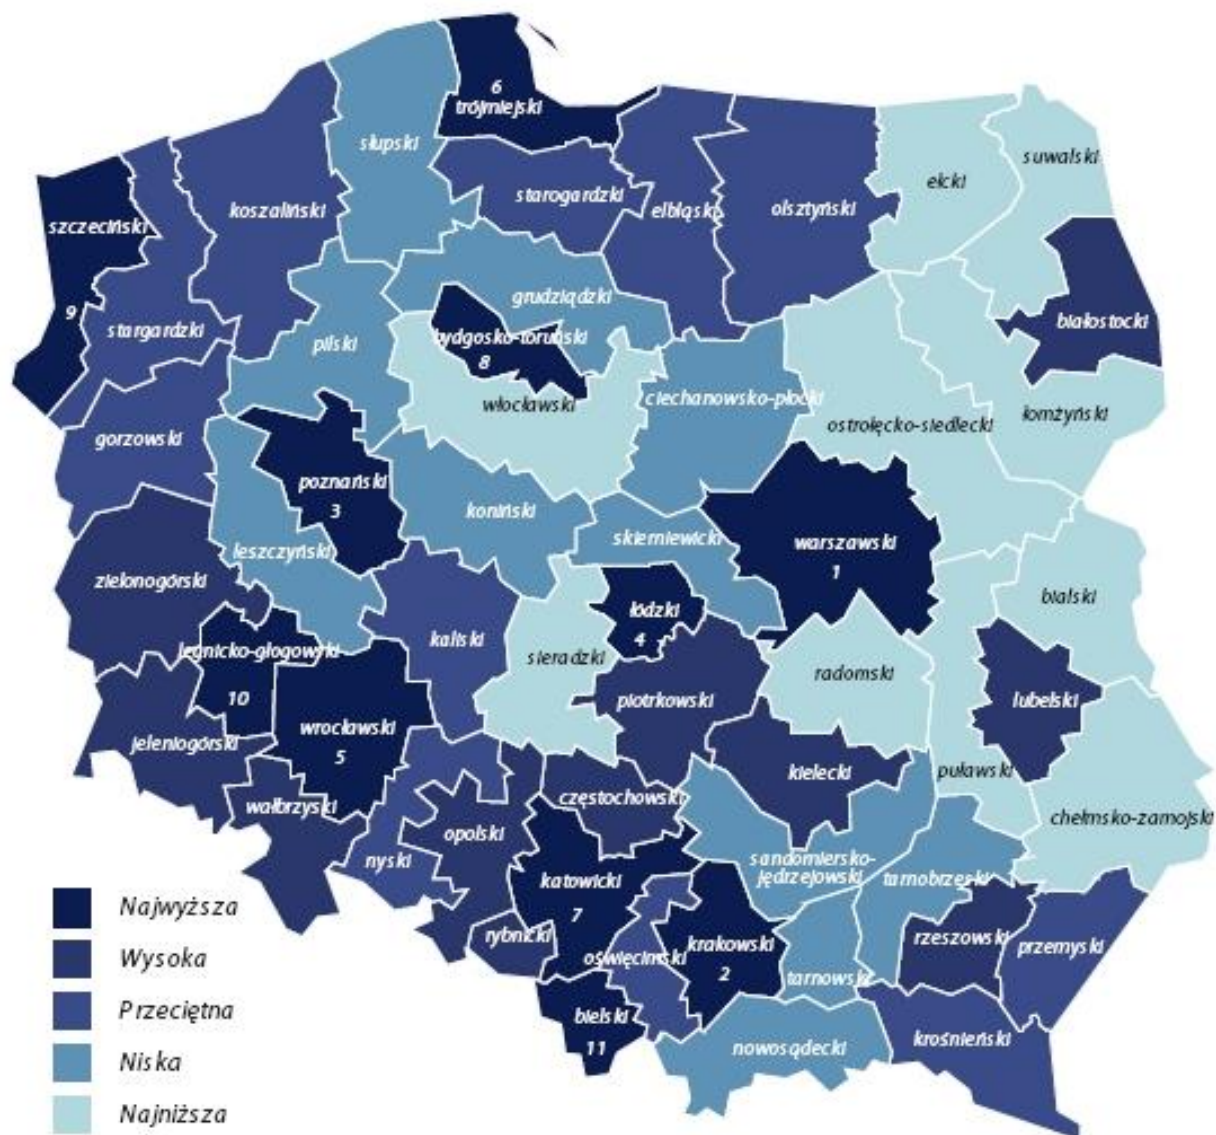 6
trójmiejski
słupski
suwalski
ełcki
starogardzki
koszaliński
elbląski
olsztyński
szczeciński
9
grudziądzki
białostocki
stargardzki
bydgosko-toruński
8
pilski
ciechanowsko-płocki
włocławski
ostrołęcko-siedlecki
łomżyński
gorzowski
poznański
3
koniński
skierniewicki
warszawski
1
leszczyński
zielonogórski
bialski
łódzki
4
kaliski
legnicko-głogowski
10
sieradzki
radomski
piotrkowski
lubelski
wrocławski
5
jeleniogórski
kielecki
puławski
częstochowski
wałbrzyski
chełmsko-zamojski
opolski
nyski
sandomiersko-
jędrzejowski
tarnobrzeski
katowicki
7
rybnicki
oświęcimski
krakowski
2
rzeszowski
przemyski
tarnowski
bielski
11
nowosądecki
krośnieński
Najwyższa
Wysoka
Przeciętna
Niska
Najniższa